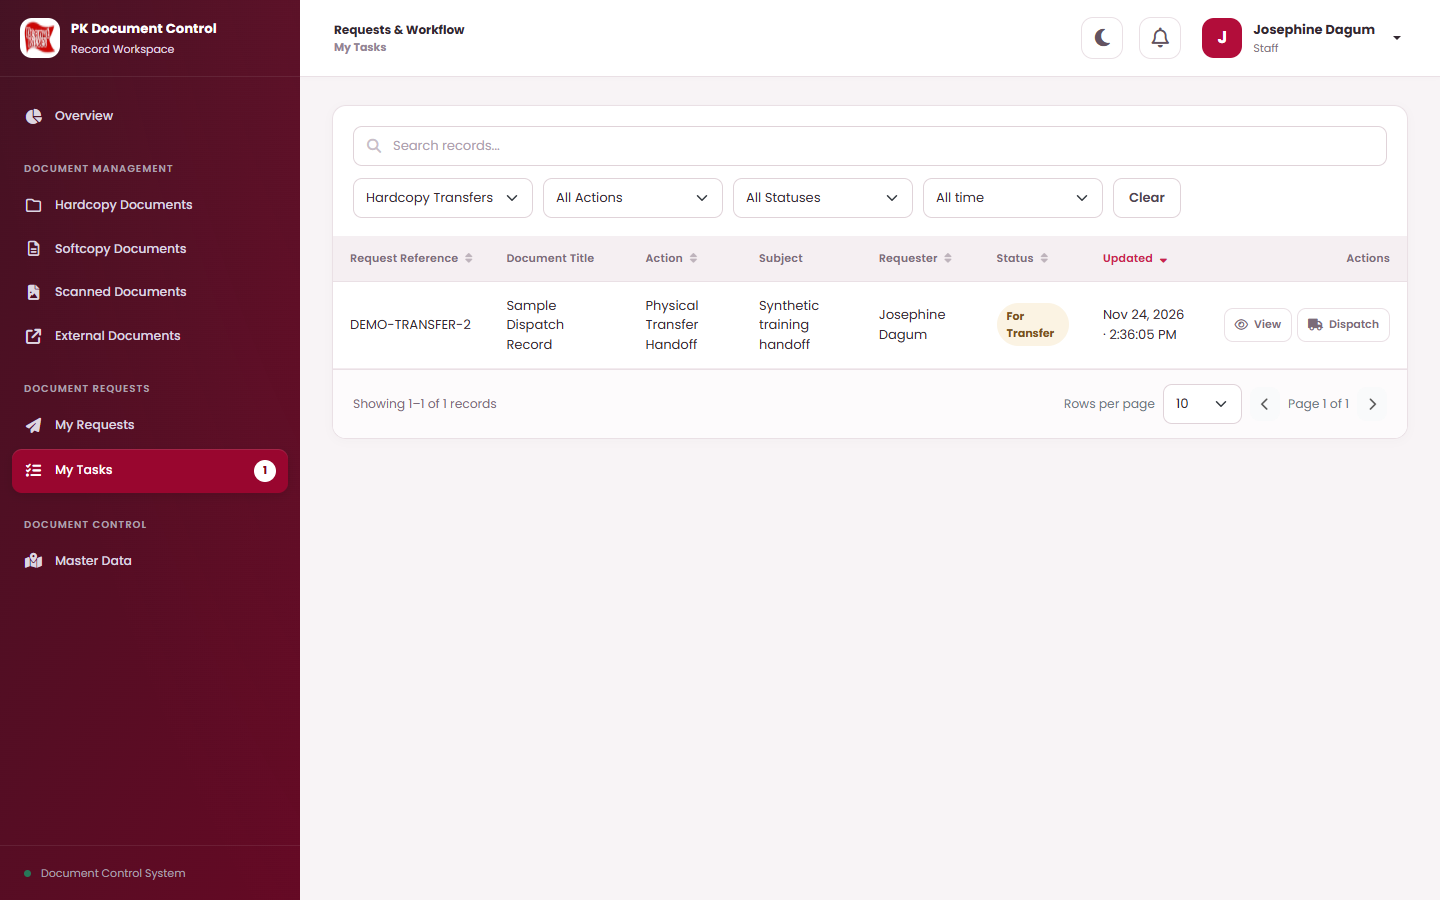 PK Document Control
Record Workspace
Overview
DOCUMENT MANAGEMENT
Hardcopy Documents
Softcopy Documents
Scanned Documents
External Documents
DOCUMENT REQUESTS
My Requests
My Tasks 1
DOCUMENT CONTROL
Master Data
Document Control System
Requests & Workflow
My Tasks
J
Josephine Dagum
Staff
Search records...
Hardcopy Transfers All Actions All Statuses All time Clear
Request Reference Document Title Action Subject Requester Status Updated Actions
DEMO-TRANSFER-2
Sample
Dispatch
Record
Physical
Transfer
Handoff
Synthetic
training
handoff
Josephine
Dagum
For
Transfer
Nov 24, 2026
· 2:36:05 PM
View Dispatch
Showing 1–1 of 1 records
Rows per page 10 Page 1 of 1